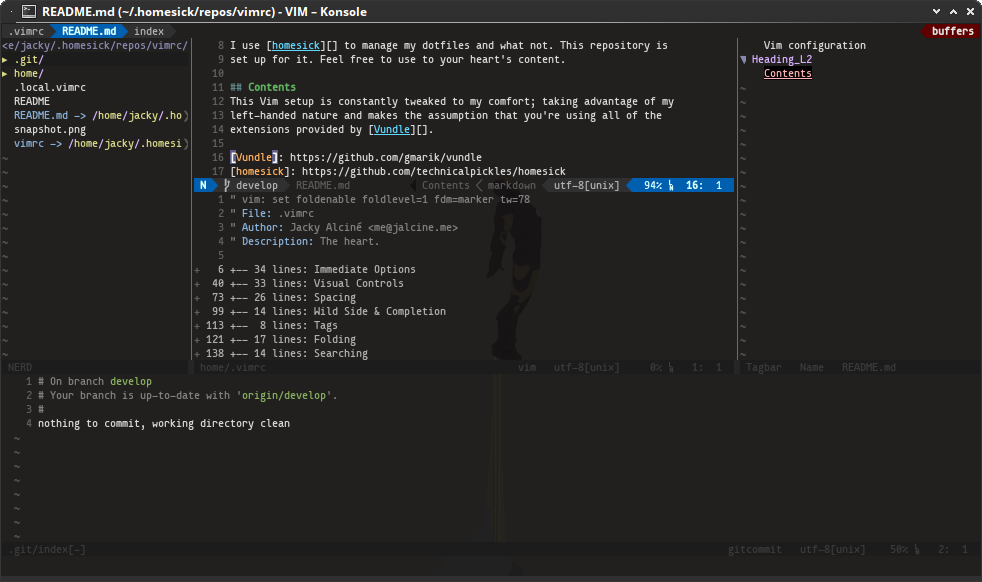 README.md (~/.homesick/repos/vimrc) - VIM – Konsole
.vimrc README.md index buffers
<e/jacky/.homesick/repos/vimrc/
▸ .git/
▸ home/
.local.vimrc
README
README.md -> /home/jacky/.ho
snapshot.png
vimrc -> /home/jacky/.homesi
8 I use [homesick][] to manage my dotfiles and what not. This repository is
9 set up for it. Feel free to use to your heart's content.
10
11 ## Contents
12 This Vim setup is constantly tweaked to my comfort; taking advantage of my
13 left-handed nature and makes the assumption that you're using all of the
14 extensions provided by [Vundle][].
15
16 [Vundle]: https://github.com/gmarik/vundle
17 [homesick]: https://github.com/technicalpickles/homesick
N develop README.md Contents markdown utf-8[unix] 94% 16: 1
1 " vim: set foldenable foldlevel=1 fdm=marker tw=78
2 " File: .vimrc
3 " Author: Jacky Alciné <me@jalcine.me>
4 " Description: The heart.
5
+ 6 +-- 34 lines: Immediate Options
+ 40 +-- 33 lines: Visual Controls
+ 73 +-- 26 lines: Spacing
+ 99 +-- 14 lines: Wild Side & Completion
+ 113 +-- 8 lines: Tags
+ 121 +-- 17 lines: Folding
+ 138 +-- 14 lines: Searching
Vim configuration
▼ Heading_L2
Contents
NERD home/.vimrc vim utf-8[unix] 0% 1: 1 Tagbar Name README.md
1 # On branch develop
2 # Your branch is up-to-date with 'origin/develop'.
3 #
4 nothing to commit, working directory clean
.git/index[-] gitcommit utf-8[unix] 50% 2: 1